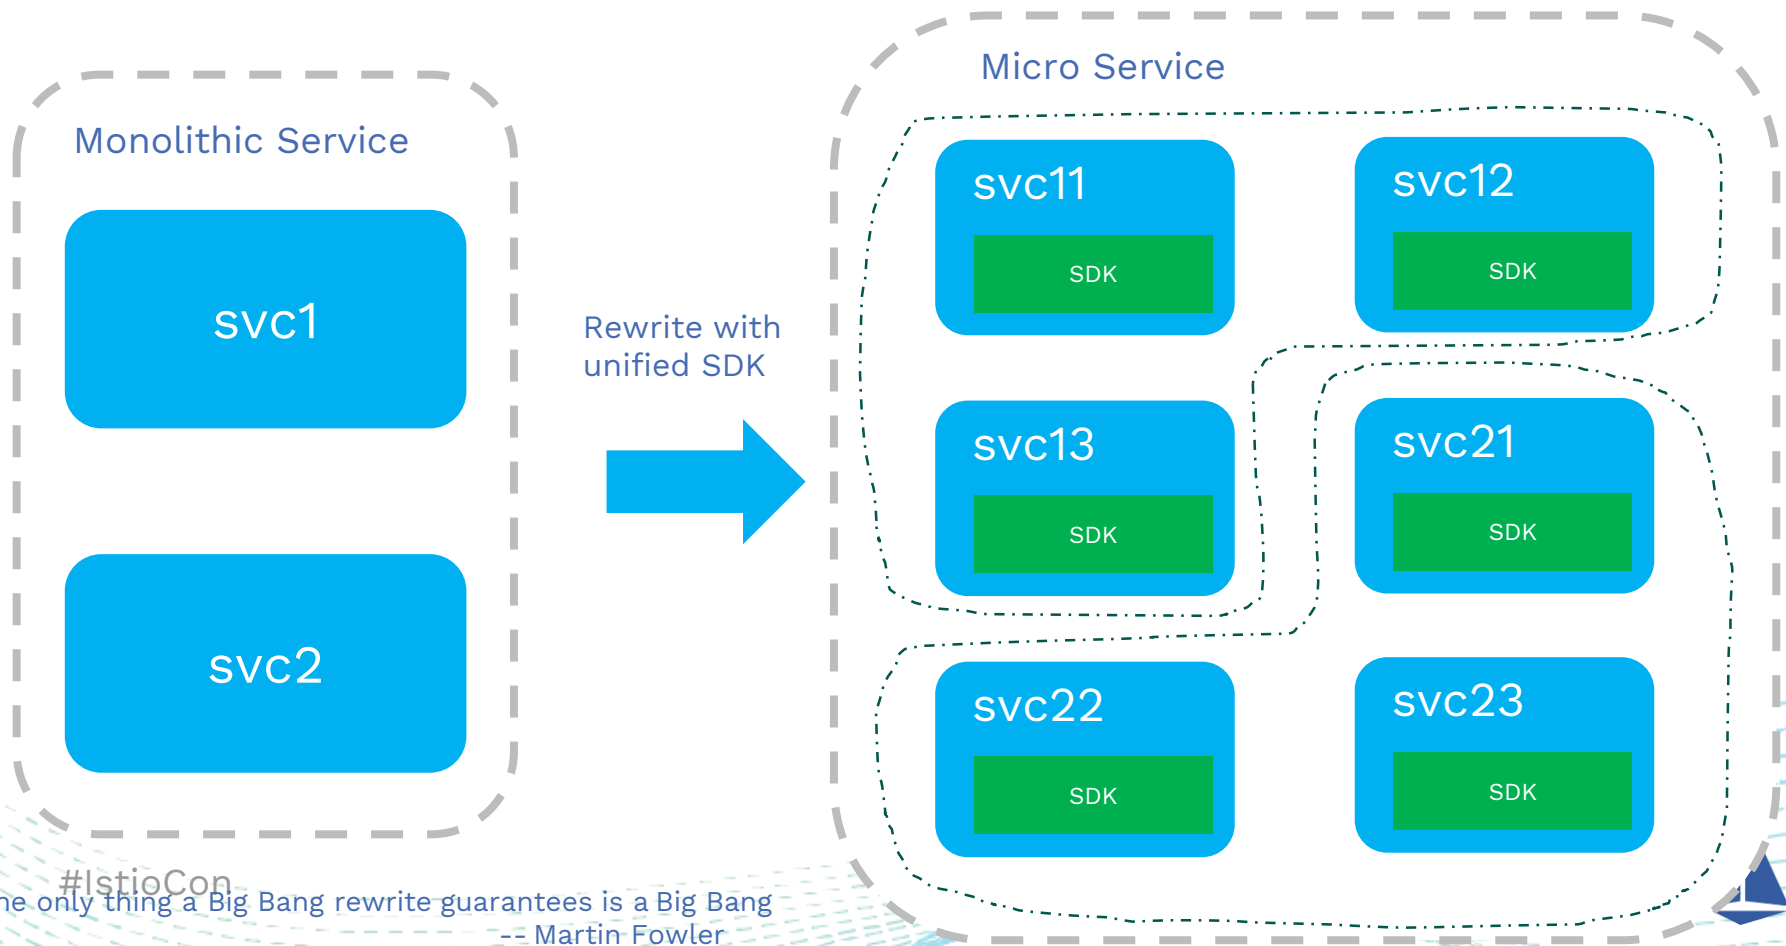 Micro Service
Monolithic Service
svc11
svc12
SDK
SDK
svc1
Rewrite with
unified SDK
svc13
svc21
SDK
SDK
svc2
svc22
svc23
SDK
SDK
#IstioCon
he only thing a Big Bang rewrite guarantees is a Big Bang
-- Martin Fowler